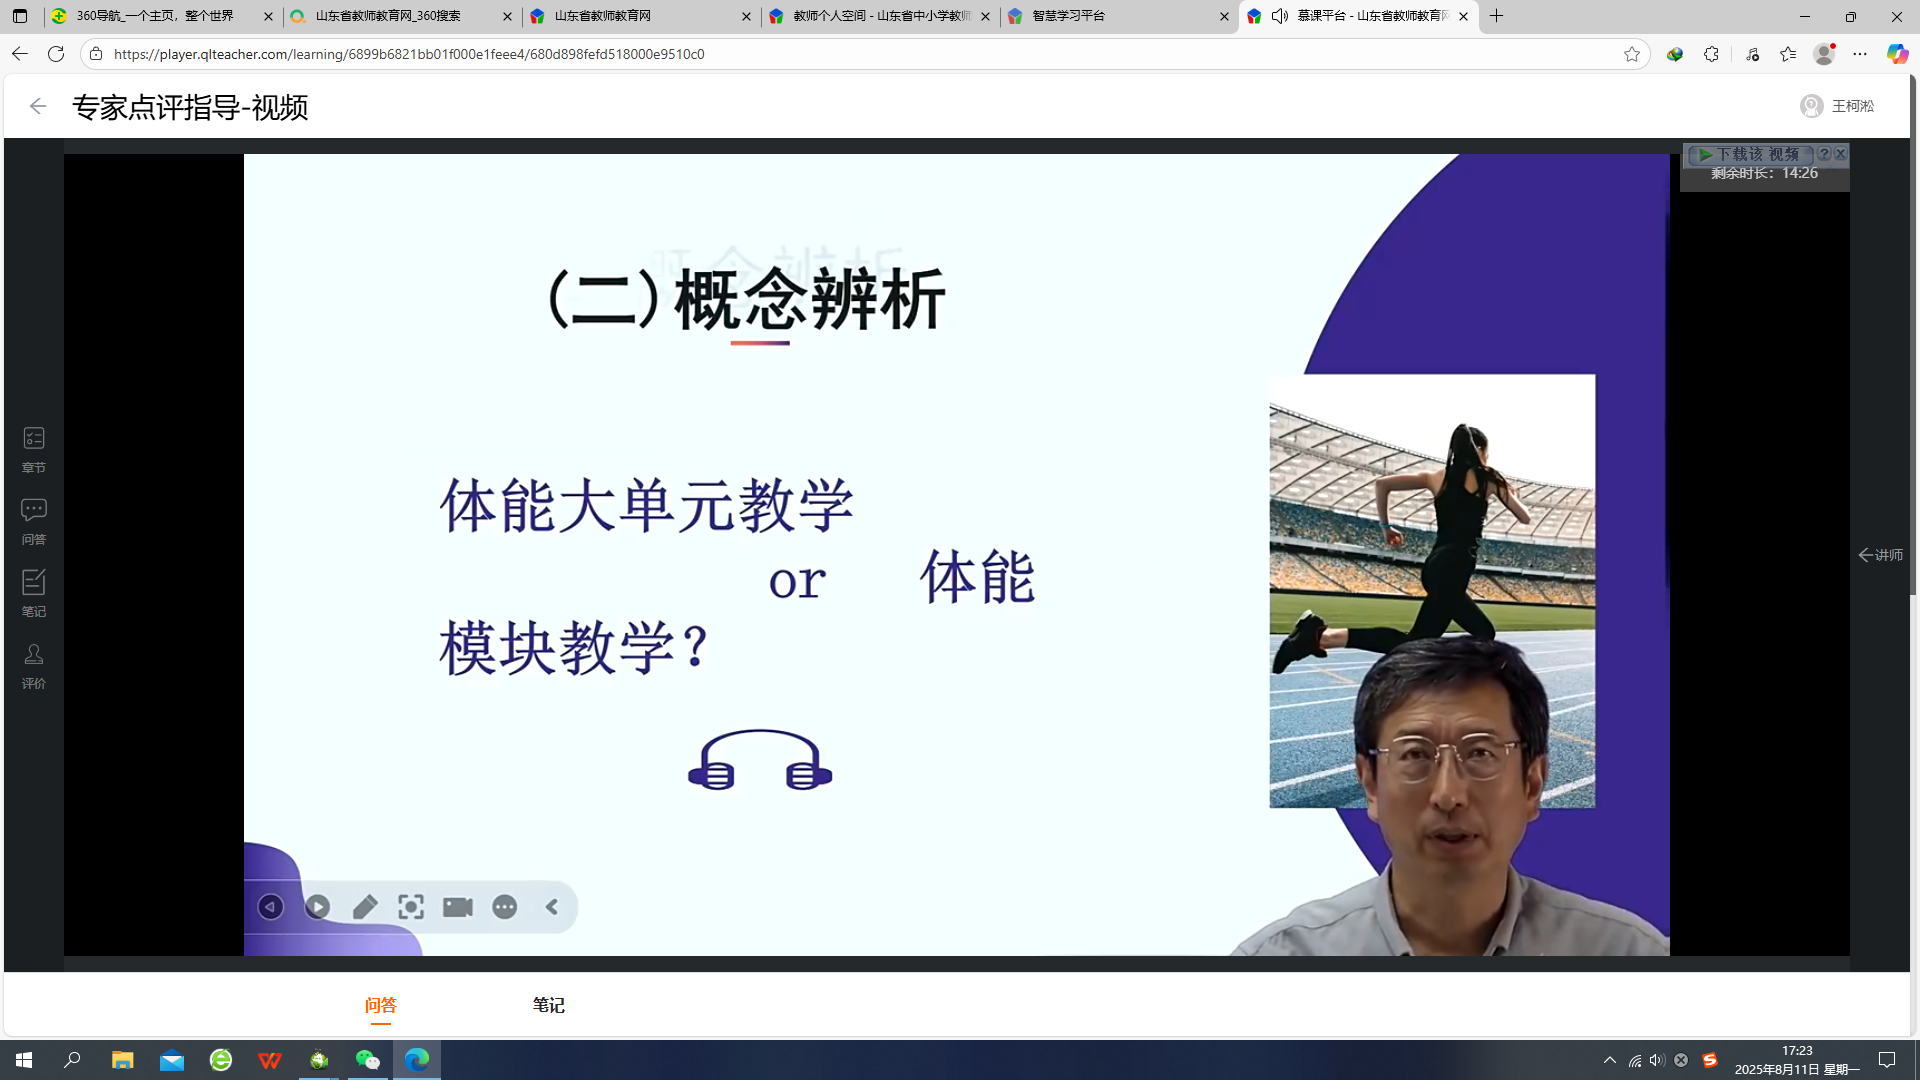 360导航_一个主页，整个世界
山东省教师教育网_360搜索
山东省教师教育网
教师个人空间 - 山东省中小学教师
智慧学习平台
慕课平台 - 山东省教师教育网
https://player.qlteacher.com/learning/6899b6821bb01f000e1feee4/680d898fefd518000e9510c0
专家点评指导-视频
王柯淞
下载该 视频
剩余时长：14:26
(二)概念辨析
体能大单元教学
or 体能
模块教学？
章节
问答
笔记
评价
讲师
问答
笔记
17:23
2025年8月11日 星期一